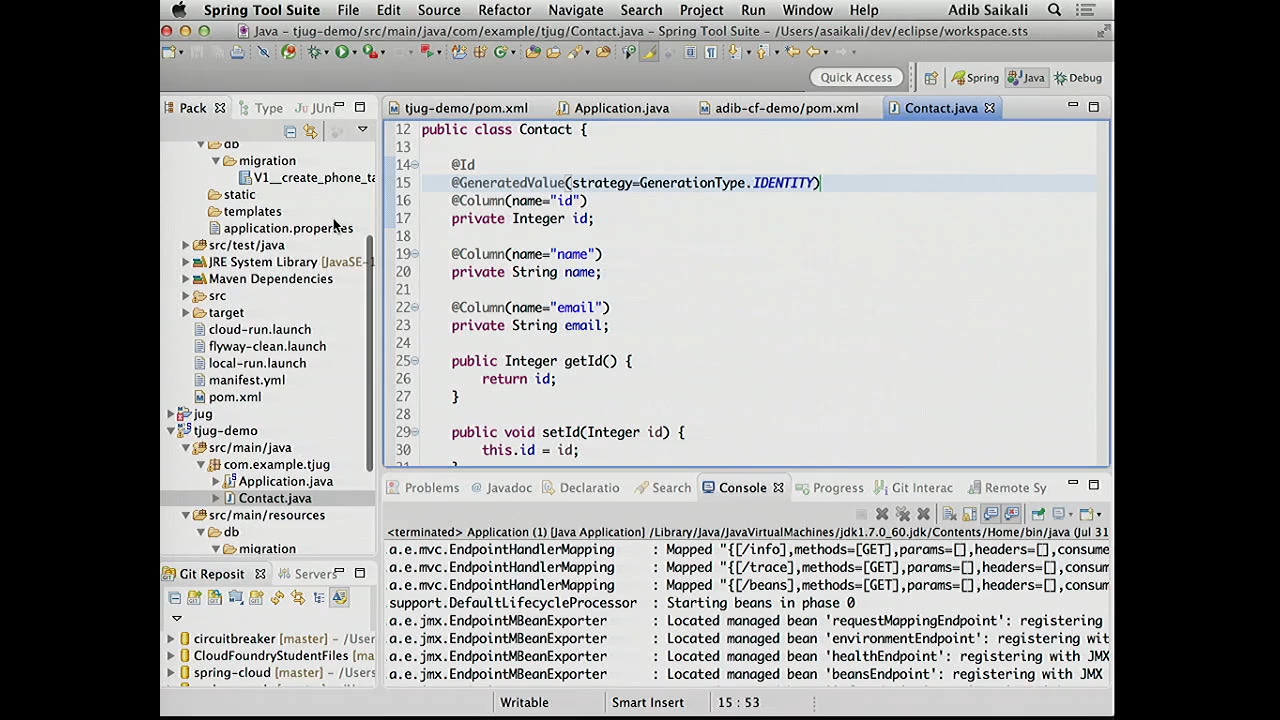 Spring Tool Suite File Edit Source Refactor Navigate Search Project Run Window Help Adib Saikali
Java - tjug-demo/src/main/java/com/example/tjug/Contact.java - Spring Tool Suite - /Users/asaikali/dev/eclipse/workspace.sts
Quick Access Spring Java Debug
Pack Type JUni
db
migration
V1__create_phone_ta
static
templates
application.properties
src/test/java
JRE System Library [JavaSE-1
Maven Dependencies
src
target
cloud-run.launch
flyway-clean.launch
local-run.launch
manifest.yml
pom.xml
jug
tjug-demo
src/main/java
com.example.tjug
Application.java
Contact.java
src/main/resources
db
migration
Git Reposit Servers
circuitbreaker [master] - /User
CloudFoundryStudentFiles [ma
spring-cloud [master] - /Users
tjug-demo/pom.xml Application.java adib-cf-demo/pom.xml Contact.java
12 public class Contact {
13
14 @Id
15 @GeneratedValue(strategy=GenerationType.IDENTITY)
16 @Column(name="id")
17 private Integer id;
18
19 @Column(name="name")
20 private String name;
21
22 @Column(name="email")
23 private String email;
24
25 public Integer getId() {
26 return id;
27 }
28
29 public void setId(Integer id) {
30 this.id = id;
Problems Javadoc Declaratio Search Console Progress Git Interac Remote Sy
<terminated> Application (1) [Java Application] /Library/Java/JavaVirtualMachines/jdk1.7.0_60.jdk/Contents/Home/bin/java (Jul 31
a.e.mvc.EndpointHandlerMapping : Mapped "{[/info],methods=[GET],params=[],headers=[],consume
a.e.mvc.EndpointHandlerMapping : Mapped "{[/trace],methods=[GET],params=[],headers=[],consum
a.e.mvc.EndpointHandlerMapping : Mapped "{[/beans],methods=[GET],params=[],headers=[],consum
support.DefaultLifecycleProcessor : Starting beans in phase 0
a.e.jmx.EndpointMBeanExporter : Located managed bean 'requestMappingEndpoint': registering
a.e.jmx.EndpointMBeanExporter : Located managed bean 'environmentEndpoint': registering wit
a.e.jmx.EndpointMBeanExporter : Located managed bean 'healthEndpoint': registering with JMX
a.e.jmx.EndpointMBeanExporter : Located managed bean 'beansEndpoint': registering with JMX
Writable Smart Insert 15 : 53